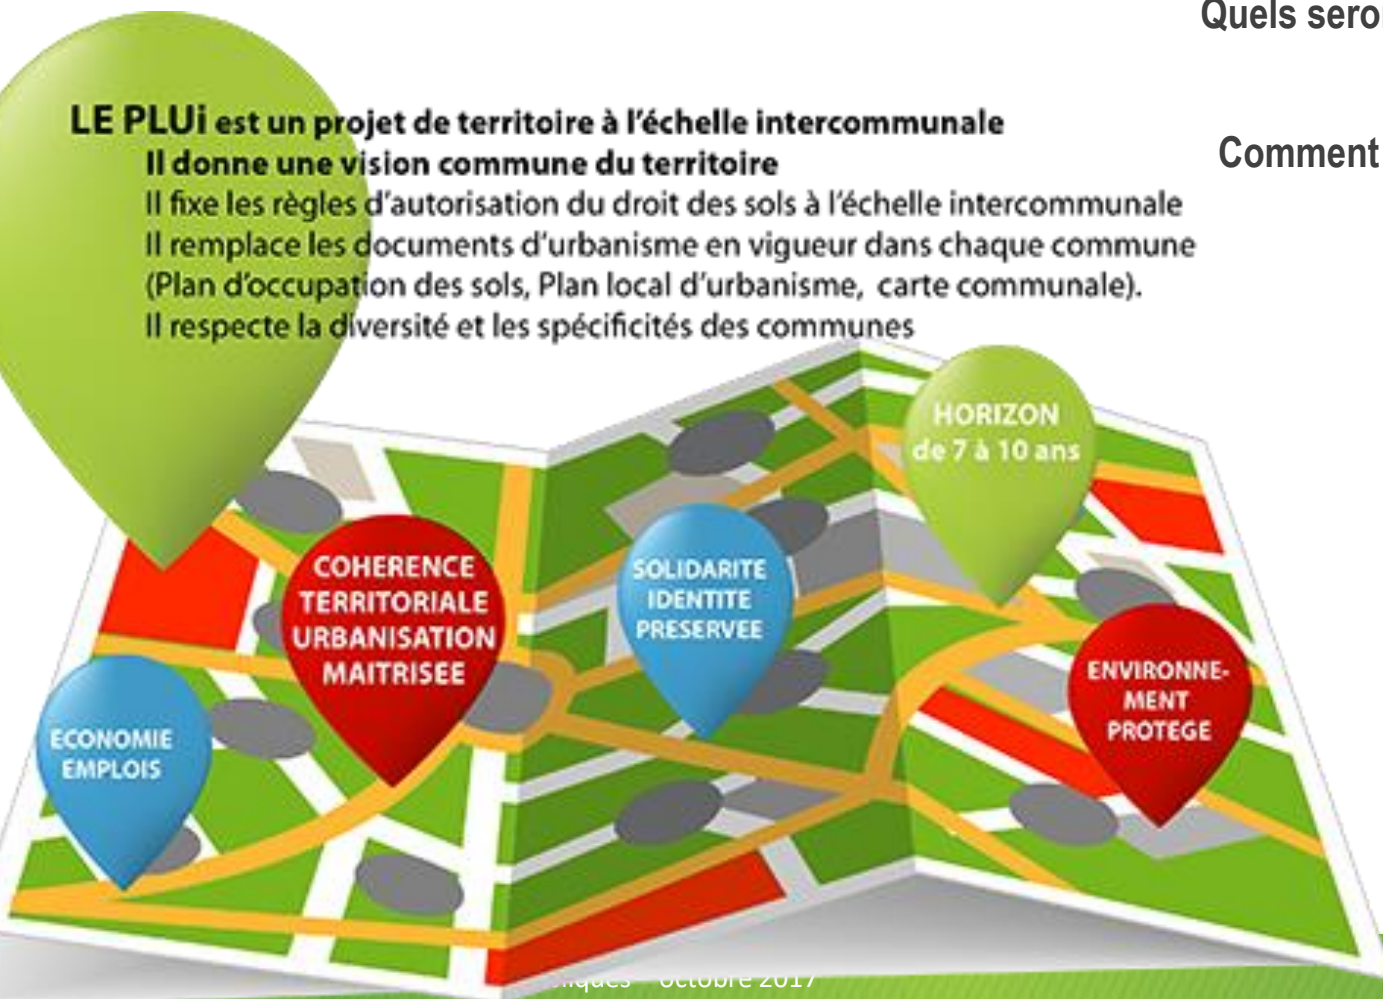 Quels
LE PLUi est un projet de territoire à l'échelle intercommunale
Il donne une vision commune du territoire
Comment
Il fixe les règles d'autorisation du droit des sols à l'échelle intercommunale
Il remplace les documents d'urbanisme en vigueur dans chaque commune
(Plan d'occupation des sols, Plan local d'urbanisme, carte communale).
Il respecte la diversité et les spécificités des communes
HORIZON
de 7 à 10 ans
COHERENCE
TERRITORIALE
URBANISATION
MAITRISEE
SOLIDARITE
IDENTITE
PRESERVEE
ENVIRONNE-
MENT
PROTEGE
ECONOMIE
EMPLOIS
octobre 2017